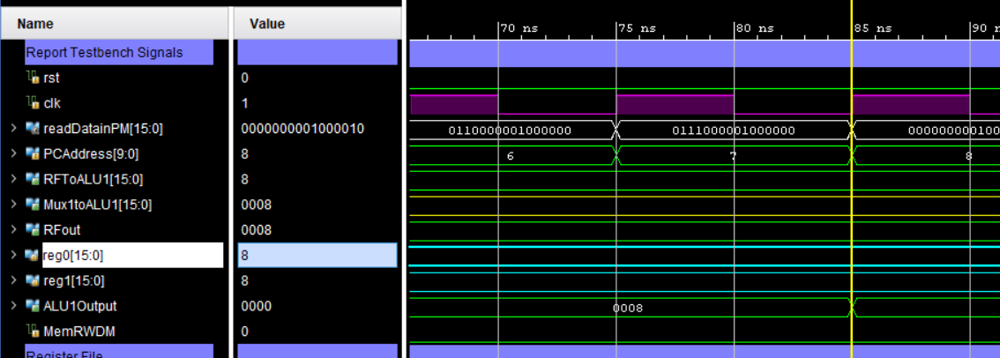 Name Value
70 ns 75 ns 80 ns 85 ns 90 n
Report Testbench Signals
rst 0
clk 1
readDatainPM[15:0] 0000000001000010 0110000001000000 0111000001000000 000000000100
PCAddress[9:0] 8 6 7 8
RFToALU1[15:0] 8
Mux1toALU1[15:0] 0008
RFout 0008
reg0[15:0] 8
reg1[15:0] 8
ALU1Output 0000 0008
MemRWDM 0
Register File